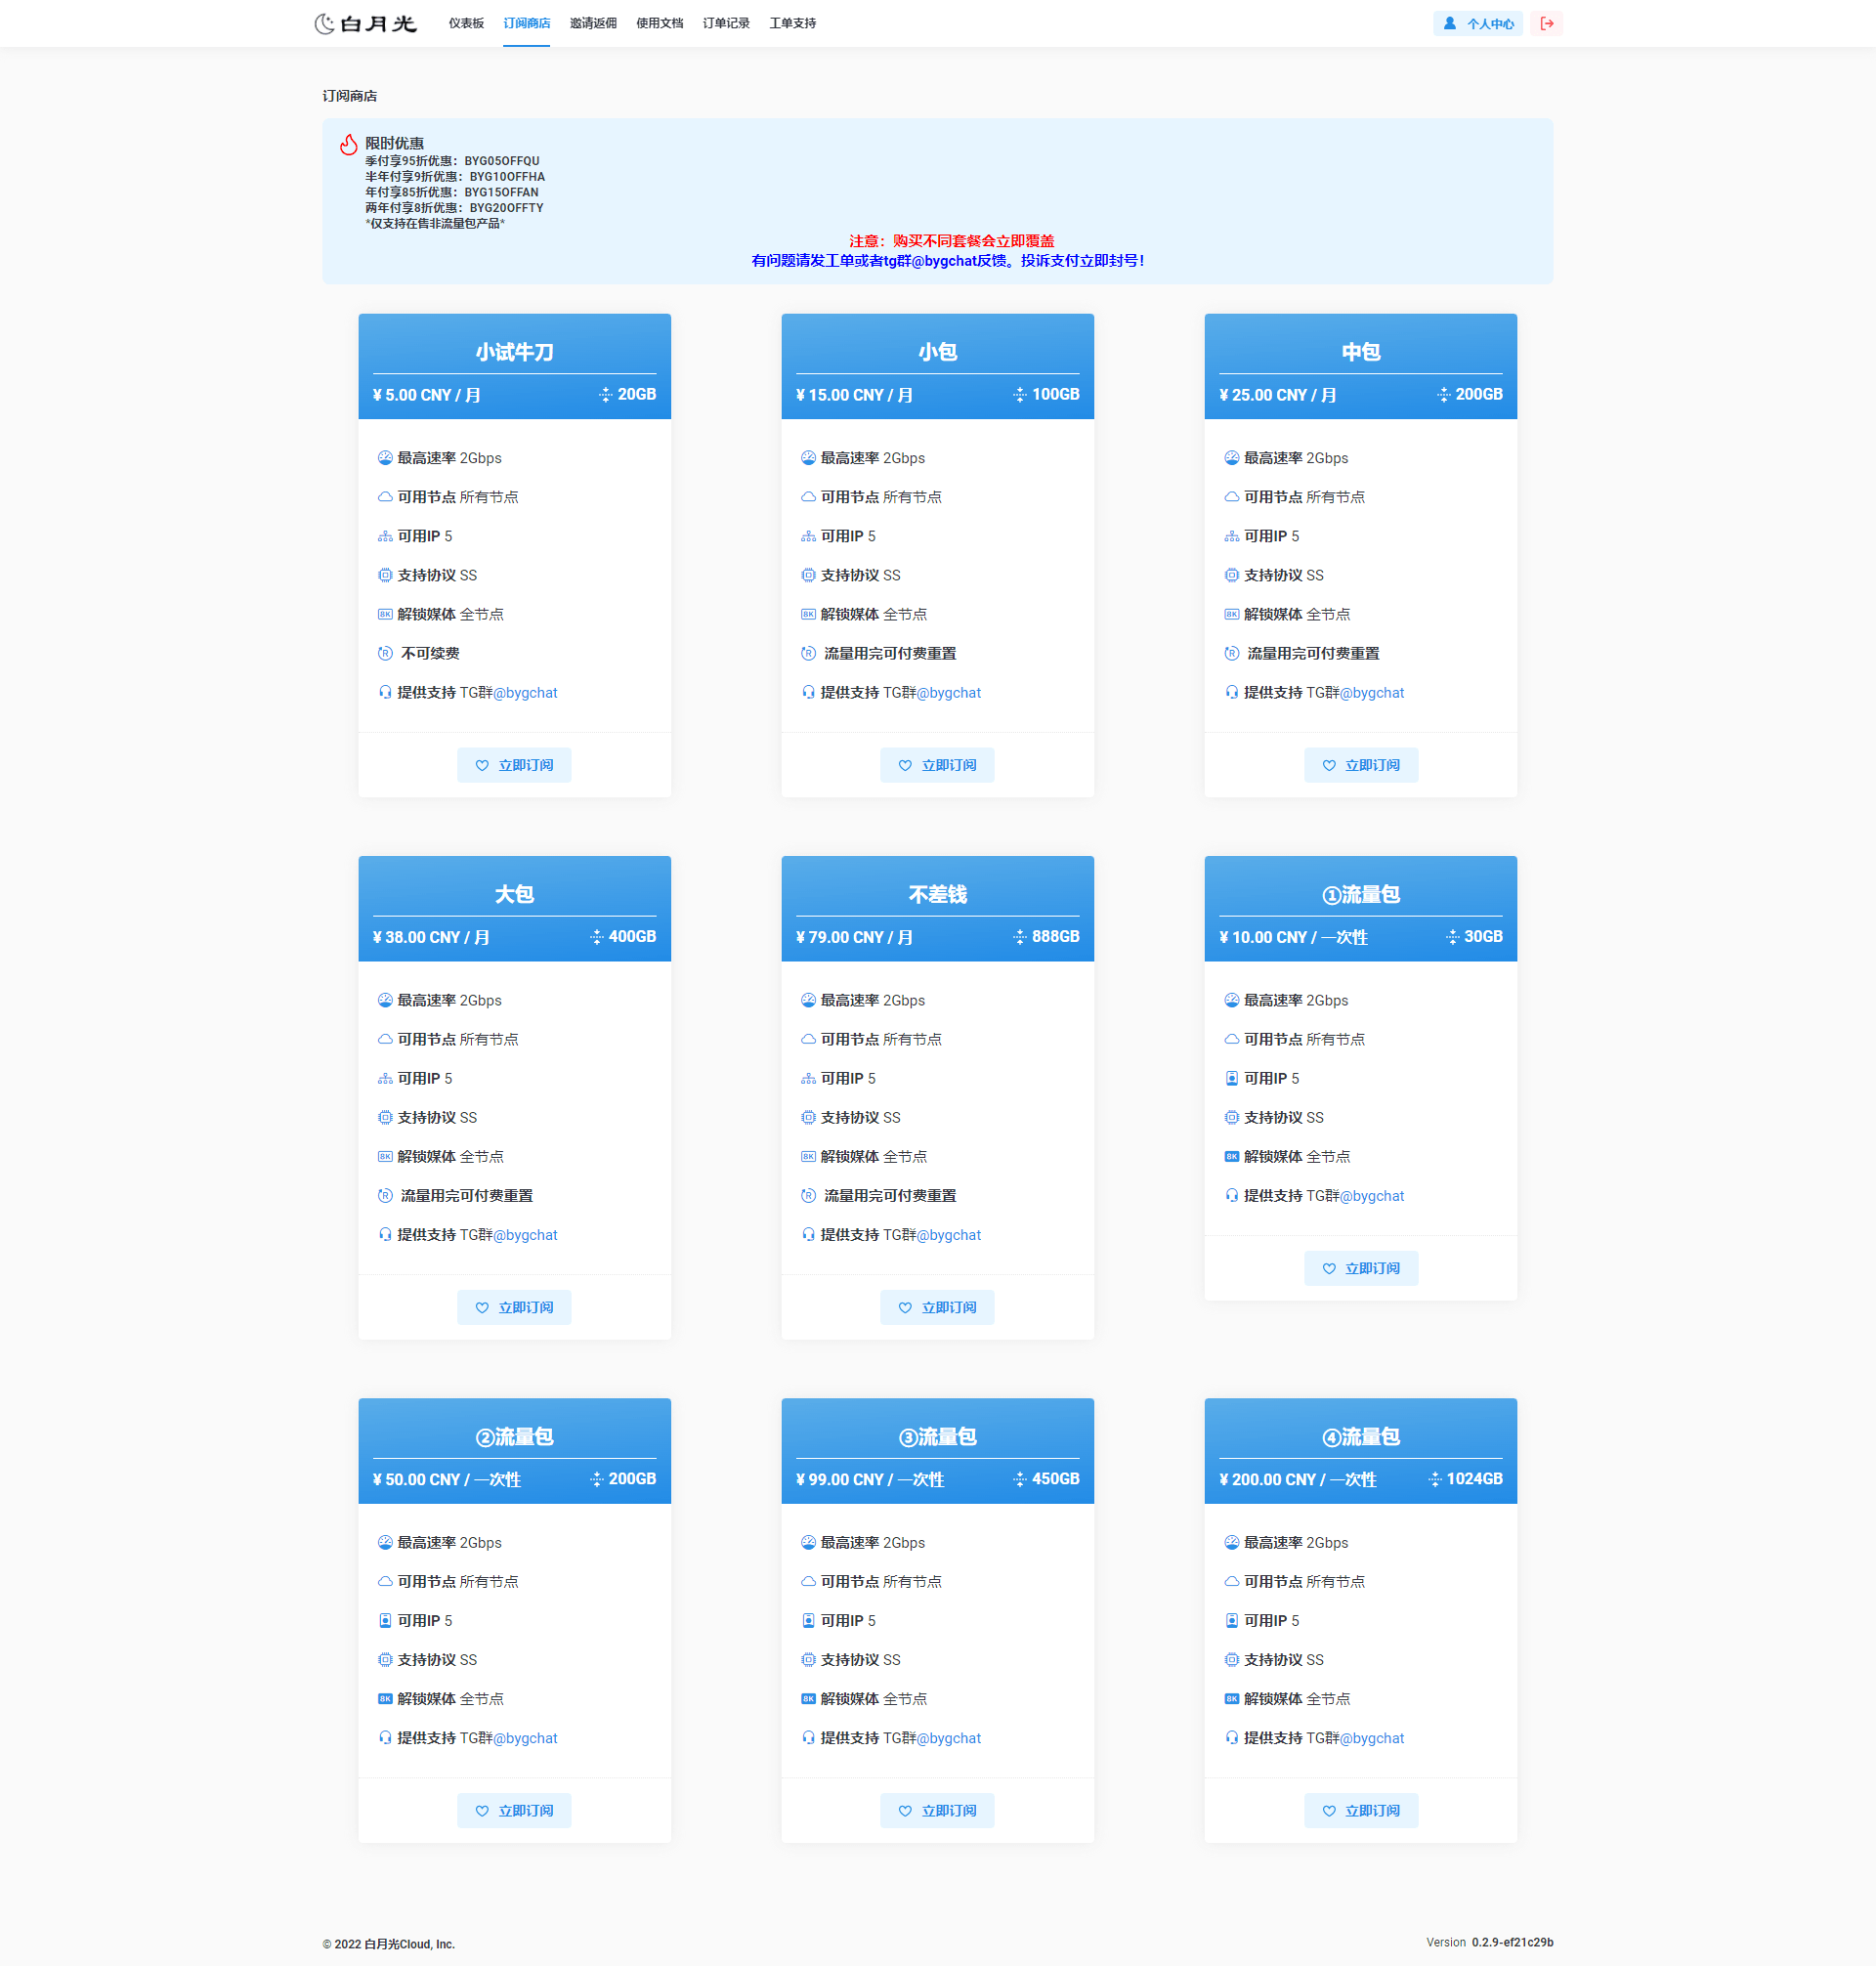 白月光 仪表板 订阅商店 邀请返佣 使用文档 订单记录 工单支持 个人中心
订阅商店
限时优惠
季付享95折优惠：BYG05OFFQU
半年付享9折优惠：BYG10OFFHA
年付享85折优惠：BYG15OFFAN
两年付享8折优惠：BYG20OFFTY
*仅支持在售非流量包产品*
注意：购买不同套餐会立即覆盖
有问题请发工单或者tg群@bygchat反馈。投诉支付立即封号！
小试牛刀
¥ 5.00 CNY / 月 20GB
最高速率 2Gbps
可用节点 所有节点
可用IP 5
支持协议 SS
8K 解锁媒体 全节点
R 不可续费
提供支持 TG群@bygchat
立即订阅
小包
¥ 15.00 CNY / 月 100GB
最高速率 2Gbps
可用节点 所有节点
可用IP 5
支持协议 SS
8K 解锁媒体 全节点
R 流量用完可付费重置
提供支持 TG群@bygchat
立即订阅
中包
¥ 25.00 CNY / 月 200GB
最高速率 2Gbps
可用节点 所有节点
可用IP 5
支持协议 SS
8K 解锁媒体 全节点
R 流量用完可付费重置
提供支持 TG群@bygchat
立即订阅
大包
¥ 38.00 CNY / 月 400GB
最高速率 2Gbps
可用节点 所有节点
可用IP 5
支持协议 SS
8K 解锁媒体 全节点
R 流量用完可付费重置
提供支持 TG群@bygchat
立即订阅
不差钱
¥ 79.00 CNY / 月 888GB
最高速率 2Gbps
可用节点 所有节点
可用IP 5
支持协议 SS
8K 解锁媒体 全节点
R 流量用完可付费重置
提供支持 TG群@bygchat
立即订阅
①流量包
¥ 10.00 CNY / 一次性 30GB
最高速率 2Gbps
可用节点 所有节点
可用IP 5
支持协议 SS
8K 解锁媒体 全节点
提供支持 TG群@bygchat
立即订阅
②流量包
¥ 50.00 CNY / 一次性 200GB
最高速率 2Gbps
可用节点 所有节点
可用IP 5
支持协议 SS
8K 解锁媒体 全节点
提供支持 TG群@bygchat
立即订阅
③流量包
¥ 99.00 CNY / 一次性 450GB
最高速率 2Gbps
可用节点 所有节点
可用IP 5
支持协议 SS
8K 解锁媒体 全节点
提供支持 TG群@bygchat
立即订阅
④流量包
¥ 200.00 CNY / 一次性 1024GB
最高速率 2Gbps
可用节点 所有节点
可用IP 5
支持协议 SS
8K 解锁媒体 全节点
提供支持 TG群@bygchat
立即订阅
© 2022 白月光Cloud, Inc. Version 0.2.9-ef21c29b